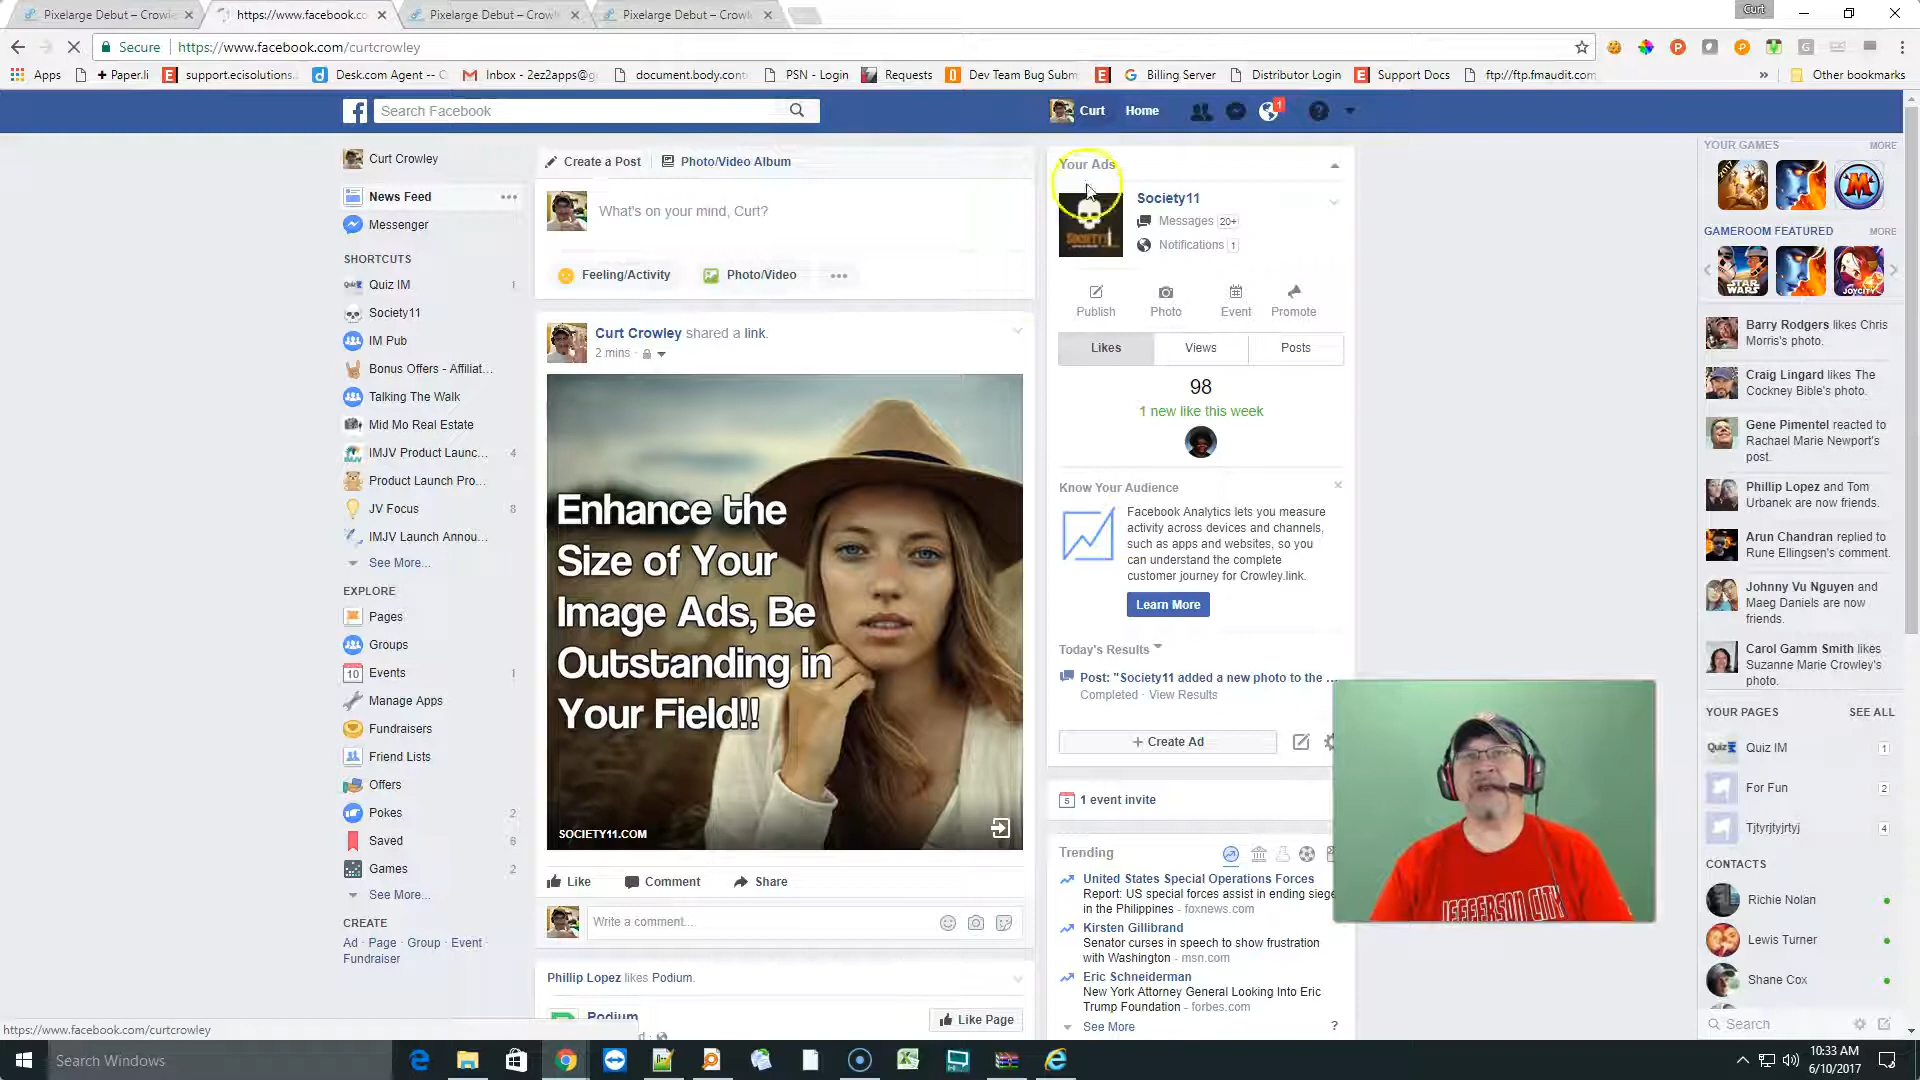 Pixelarge Debut – Crowle
https://www.facebook.co
Pixelarge Debut – Crowl
Pixelarge Debut – Crowl
Curt
Secure
https://www.facebook.com/curtcrowley
Apps
+ Paper.li
support.ecisolutions
Desk.com Agent
Inbox - 2ez2apps@g
document.body.cont
PSN - Login
Requests
Dev Team Bug Subm
Billing Server
Distributor Login
Support Docs
ftp://ftp.fmaudit.com
»
Other bookmarks
Search Facebook
Curt
Home
1
Curt Crowley
News Feed
Messenger
SHORTCUTS
Quiz IM 1
Society11
IM Pub
Bonus Offers - Affiliat...
Talking The Walk
Mid Mo Real Estate
IMJV Product Launc... 4
Product Launch Pro...
JV Focus 8
IMJV Launch Annou...
See More...
EXPLORE
Pages
Groups
10 Events 1
Manage Apps
Fundraisers
Friend Lists
Offers
Pokes 2
Saved 6
Games 2
See More...
CREATE
Ad · Page · Group · Event ·
Fundraiser
Create a Post
Photo/Video Album
What's on your mind, Curt?
Feeling/Activity
Photo/Video
Curt Crowley shared a link.
2 mins ·
Enhance the
Size of Your
Image Ads, Be
Outstanding in
Your Field!!
SOCIETY11.COM
Like
Comment
Share
Write a comment...
Phillip Lopez likes Podium.
Podium
Like Page
Your Ads
Society11
Messages 20+
Notifications 1
Publish
Photo
Event
Promote
Likes
Views
Posts
98
1 new like this week
Know Your Audience
Facebook Analytics lets you measure
activity across devices and channels,
such as apps and websites, so you
can understand the complete
customer journey for Crowley.link.
Learn More
Today's Results
Post: "Society11 added a new photo to the ...
Completed · View Results
+ Create Ad
5 1 event invite
Trending
United States Special Operations Forces
Report: US special forces assist in ending siege
in the Philippines - foxnews.com
Kirsten Gillibrand
Senator curses in speech to show frustration
with Washington - msn.com
Eric Schneiderman
New York Attorney General Looking Into Eric
Trump Foundation - forbes.com
See More
?
JEFFERSON CITY
YOUR GAMES
MORE
2017
GAMEROOM FEATURED
MORE
STAR WARS
JOYCITY
Barry Rodgers likes Chris
Morris's photo.
Craig Lingard likes The
Cockney Bible's photo.
Gene Pimentel reacted to
Rachael Marie Newport's
post.
Phillip Lopez and Tom
Urbanek are now friends.
Arun Chandran replied to
Rune Ellingsen's comment.
Johnny Vu Nguyen and
Maeg Daniels are now
friends.
Carol Gamm Smith likes
Suzanne Marie Crowley's
photo.
YOUR PAGES
SEE ALL
Quiz IM 1
For Fun 2
Tjtyrjtyjrtyj 4
CONTACTS
Richie Nolan
Lewis Turner
Shane Cox
Search
https://www.facebook.com/curtcrowley
Search Windows
10:33 AM
6/10/2017